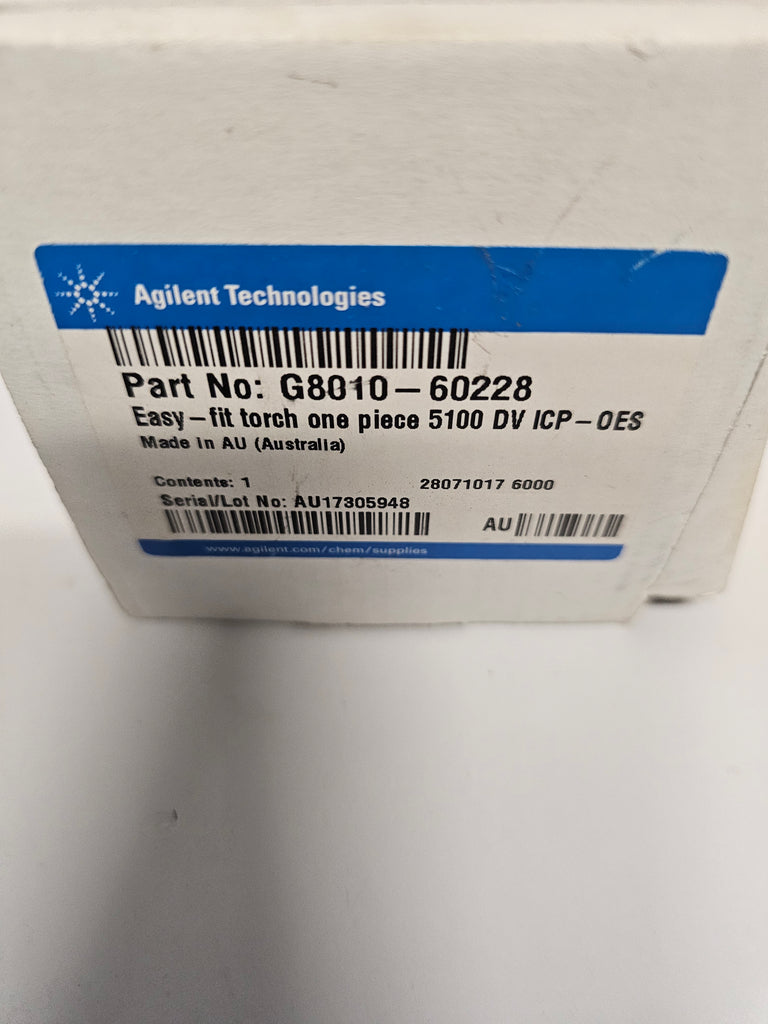 Agilent Technologies
Part No: G8010-60228
Easy-fit torch one piece 5100 DV ICP-OES
Made in AU (Australia)
Contents: 1 28071017 6000
Serial/Lot No: AU17305948
AU
www.agilent.com/chem/supplies